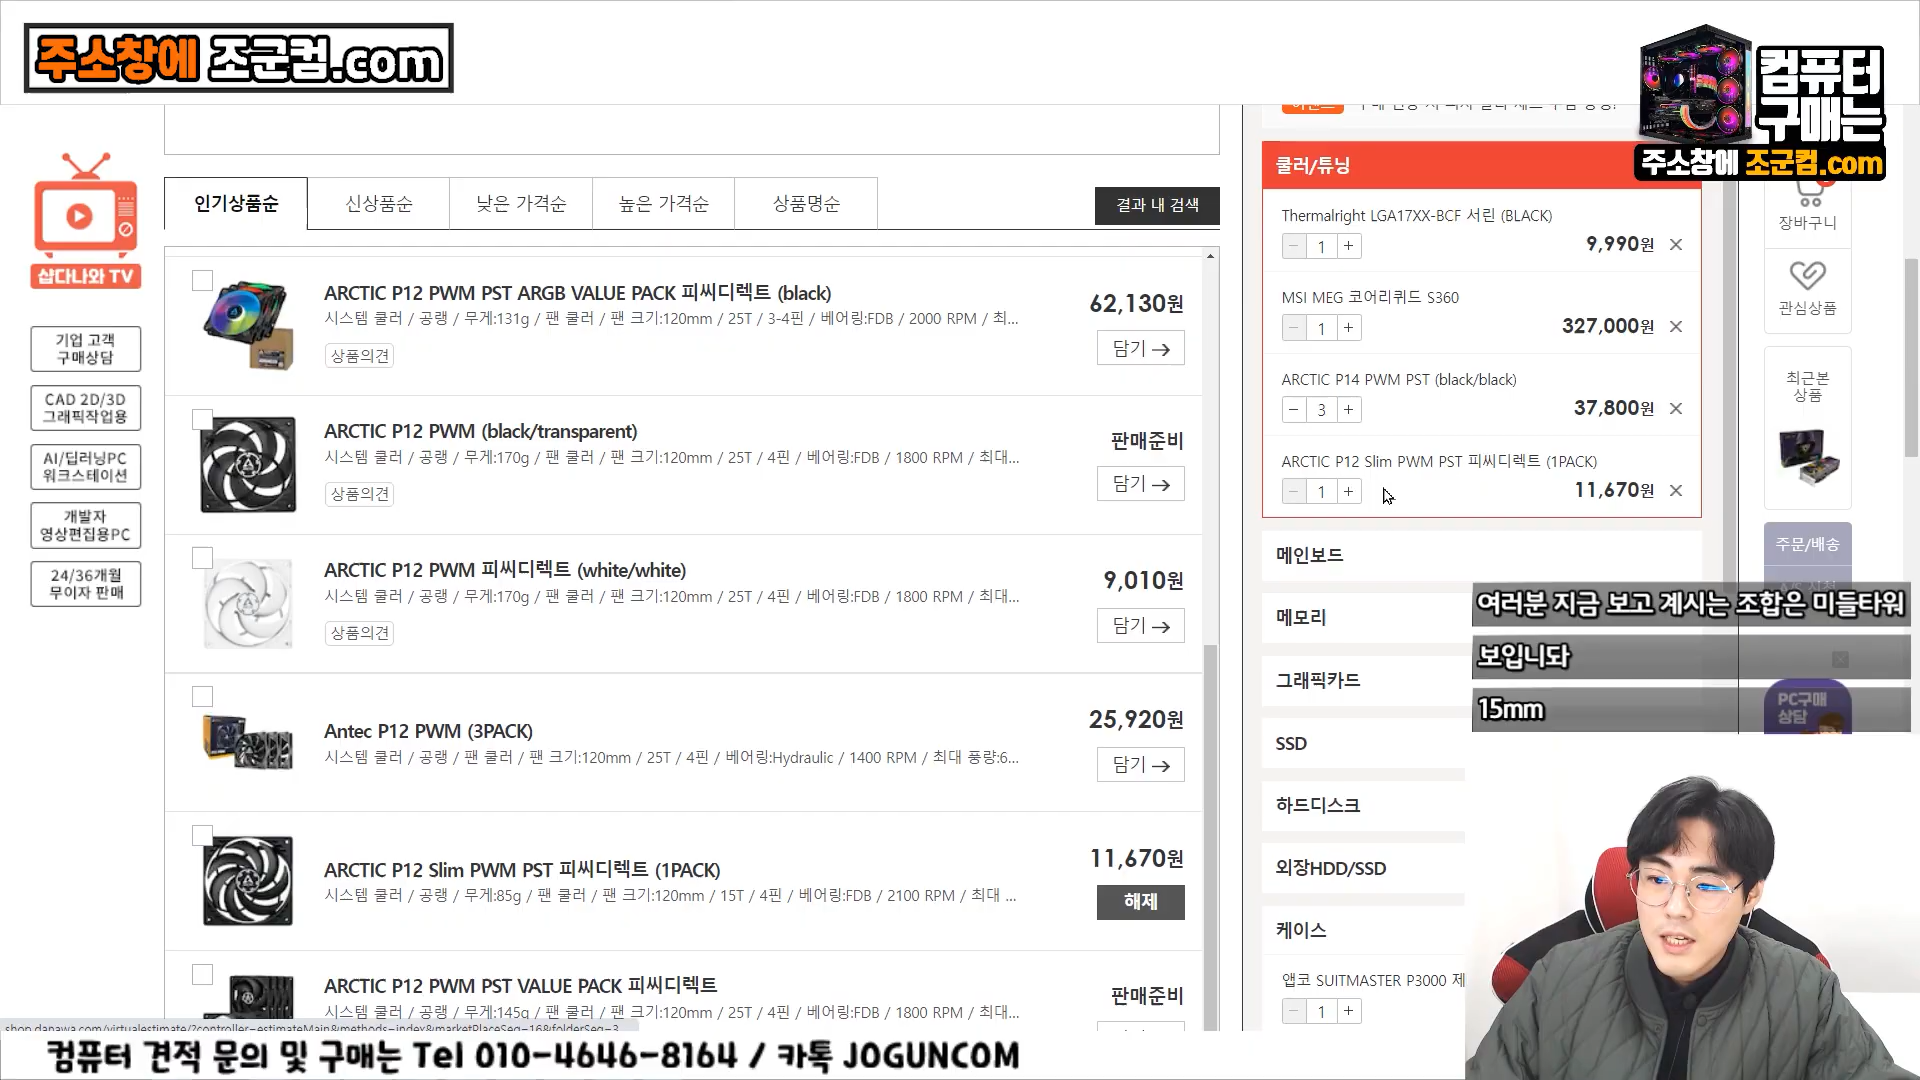 주소창에 조군컴.com
컴퓨터
구매는
주소창에 조군컴.com
샵다나와 TV
기업 고객
구매상담
CAD 2D/3D
그래픽작업용
AI/딥러닝PC
워크스테이션
개발자
영상편집용PC
24/36개월
무이자 판매
인기상품순
신상품순
낮은 가격순
높은 가격순
상품명순
결과 내 검색
ARCTIC P12 PWM PST ARGB VALUE PACK 피씨디렉트 (black)
시스템 쿨러 / 공랭 / 무게:131g / 팬 쿨러 / 팬 크기:120mm / 25T / 3-4핀 / 베어링:FDB / 2000 RPM / 최...
상품의견
62,130원
담기 →
ARCTIC P12 PWM (black/transparent)
시스템 쿨러 / 공랭 / 무게:170g / 팬 쿨러 / 팬 크기:120mm / 25T / 4핀 / 베어링:FDB / 1800 RPM / 최대...
상품의견
판매준비
담기 →
ARCTIC P12 PWM 피씨디렉트 (white/white)
시스템 쿨러 / 공랭 / 무게:170g / 팬 쿨러 / 팬 크기:120mm / 25T / 4핀 / 베어링:FDB / 1800 RPM / 최대...
상품의견
9,010원
담기 →
Antec P12 PWM (3PACK)
시스템 쿨러 / 공랭 / 팬 쿨러 / 팬 크기:120mm / 25T / 4핀 / 베어링:Hydraulic / 1400 RPM / 최대 풍량:6...
25,920원
담기 →
ARCTIC P12 Slim PWM PST 피씨디렉트 (1PACK)
시스템 쿨러 / 공랭 / 무게:85g / 팬 쿨러 / 팬 크기:120mm / 15T / 4핀 / 베어링:FDB / 2100 RPM / 최대 ...
11,670원
해제
ARCTIC P12 PWM PST VALUE PACK 피씨디렉트
시스템 쿨러 / 공랭 / 무게:145g / 팬 쿨러 / 팬 크기:120mm / 25T / 4핀 / 베어링:FDB / 1800 RPM / 최대...
판매준비
쿨러/튜닝
Thermalright LGA17XX-BCF 서린 (BLACK)
− 1 +
9,990원 ×
MSI MEG 코어리퀴드 S360
− 1 +
327,000원 ×
ARCTIC P14 PWM PST (black/black)
− 3 +
37,800원 ×
ARCTIC P12 Slim PWM PST 피씨디렉트 (1PACK)
− 1 +
11,670원 ×
메인보드
메모리
그래픽카드
SSD
하드디스크
외장HDD/SSD
케이스
앱코 SUITMASTER P3000 제
− 1 +
장바구니
관심상품
최근본
상품
주문/배송
PC구매
상담
여러분 지금 보고 계시는 조합은 미들타워
보입니돠
15mm
shop.danawa.com/virtualestimate/?controller=estimateMain&methods=index&marketPlaceSeq=16&folderSeq=3
컴퓨터 견적 문의 및 구매는 Tel 010-4646-8164 / 카톡 JOGUNCOM